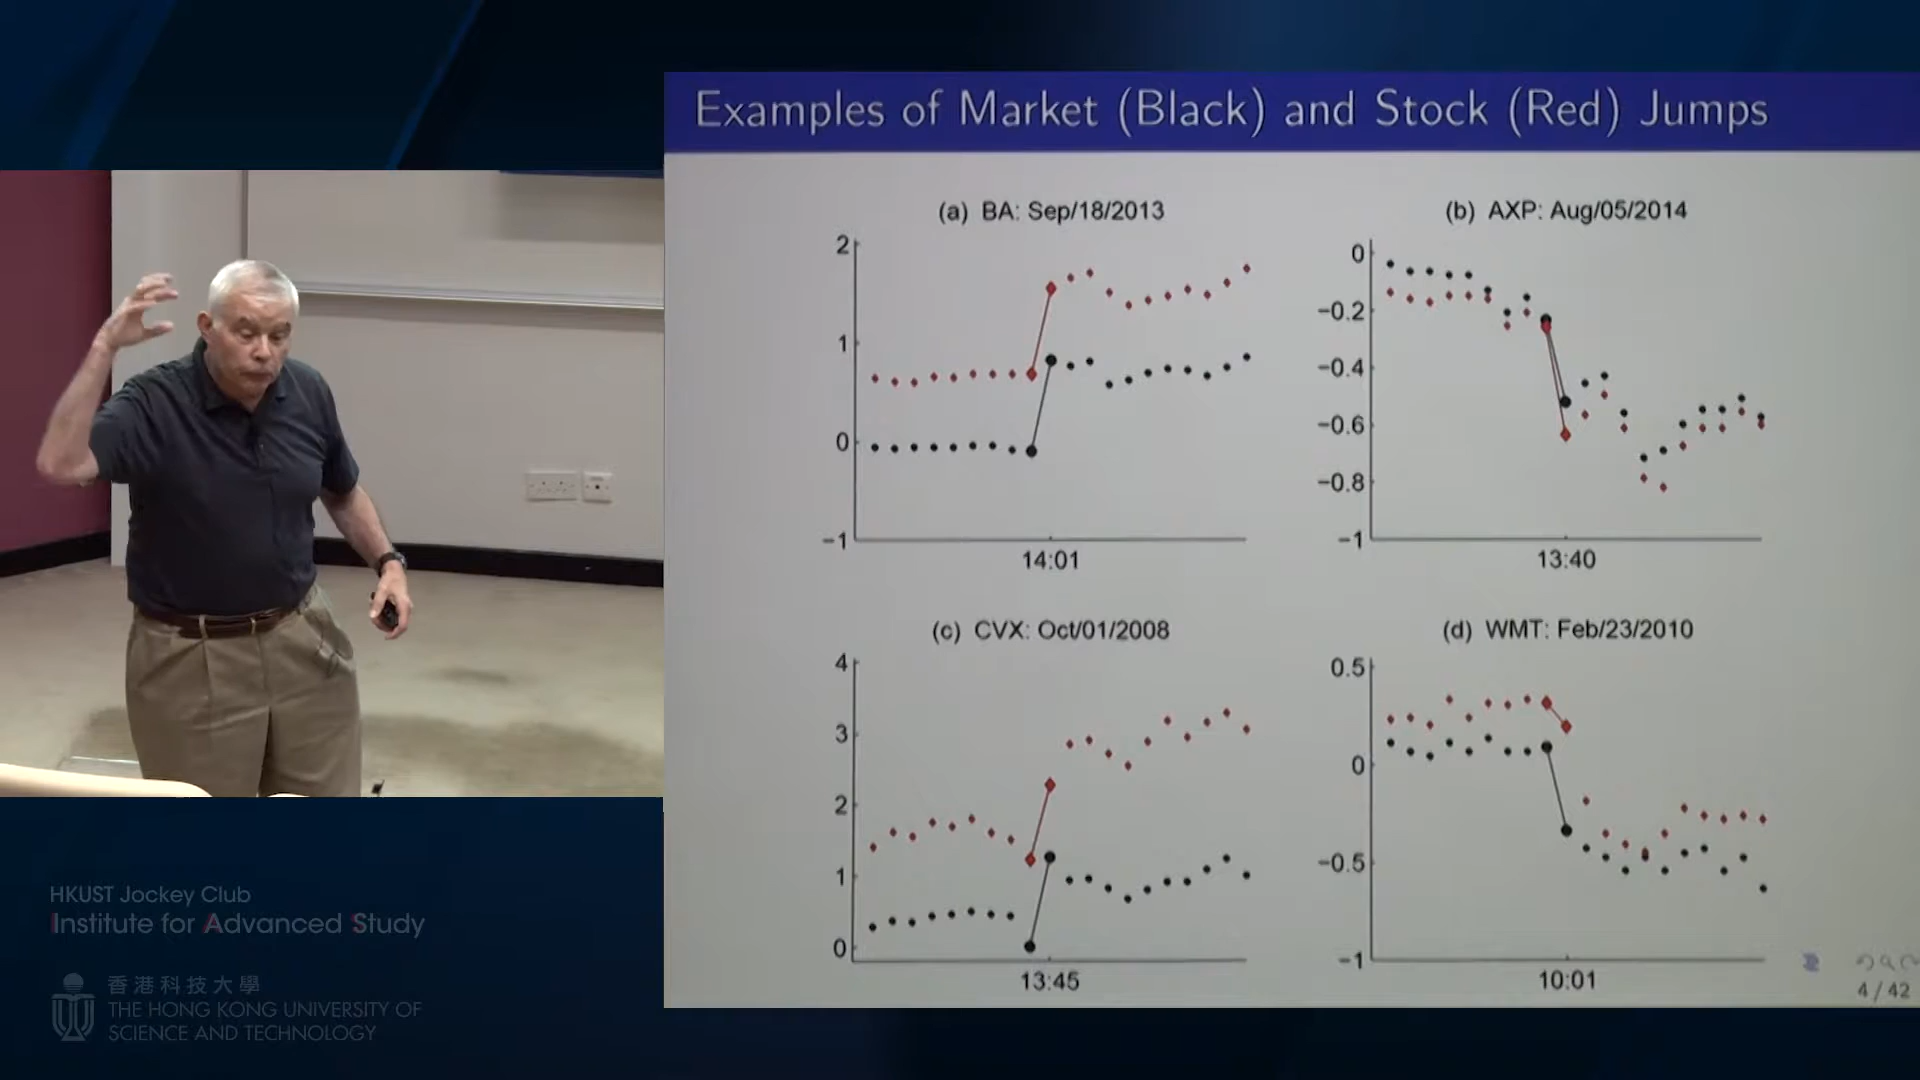 Examples of Market (Black) and Stock (Red) Jumps
(a) BA: Sep/18/2013
2
1
0
−1
14:01
(b) AXP: Aug/05/2014
0
−0.2
−0.4
−0.6
−0.8
−1
13:40
(c) CVX: Oct/01/2008
4
3
2
1
0
13:45
(d) WMT: Feb/23/2010
0.5
0
−0.5
−1
10:01
4 / 42
HKUST Jockey Club
Institute for Advanced Study
香港科技大學
THE HONG KONG UNIVERSITY OF
SCIENCE AND TECHNOLOGY